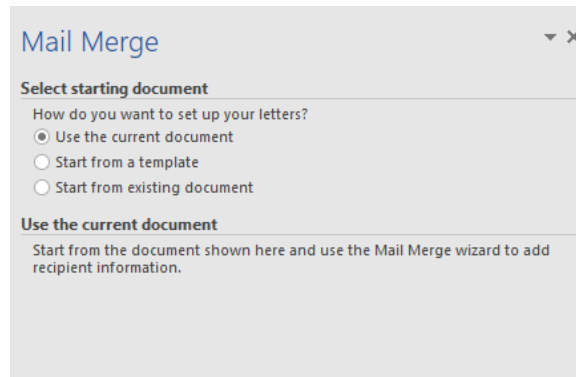 Mail Merge
Select starting document
How do you want to set up your letters?
Use the current document
Start from a template
Start from existing document
Use the current document
Start from the document shown here and use the Mail Merge wizard to add
recipient information.